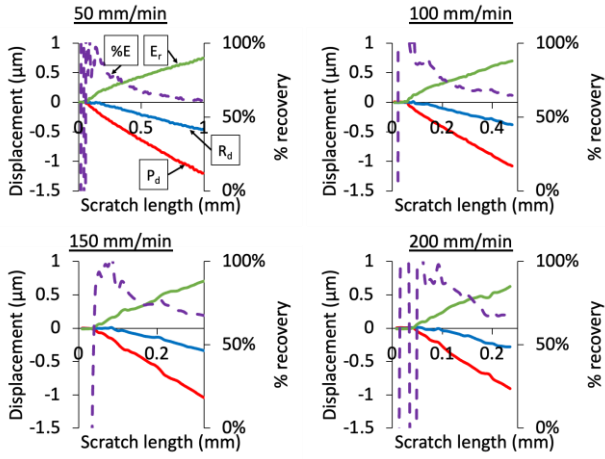 50 mm/min
Displacement (µm)
1
0.5
0
-0.5
-1
-1.5
0
0.5
1
%E
E_r
R_d
P_d
100%
50%
0%
% recovery
Scratch length (mm)
100 mm/min
Displacement (µm)
1
0.5
0
-0.5
-1
-1.5
0
0.2
0.4
100%
50%
0%
% recovery
Scratch length (mm)
150 mm/min
Displacement (µm)
1
0.5
0
-0.5
-1
-1.5
0
0.2
100%
50%
0%
% recovery
Scratch length (mm)
200 mm/min
Displacement (µm)
1
0.5
0
-0.5
-1
-1.5
0
0.1
0.2
100%
50%
0%
% recovery
Scratch length (mm)